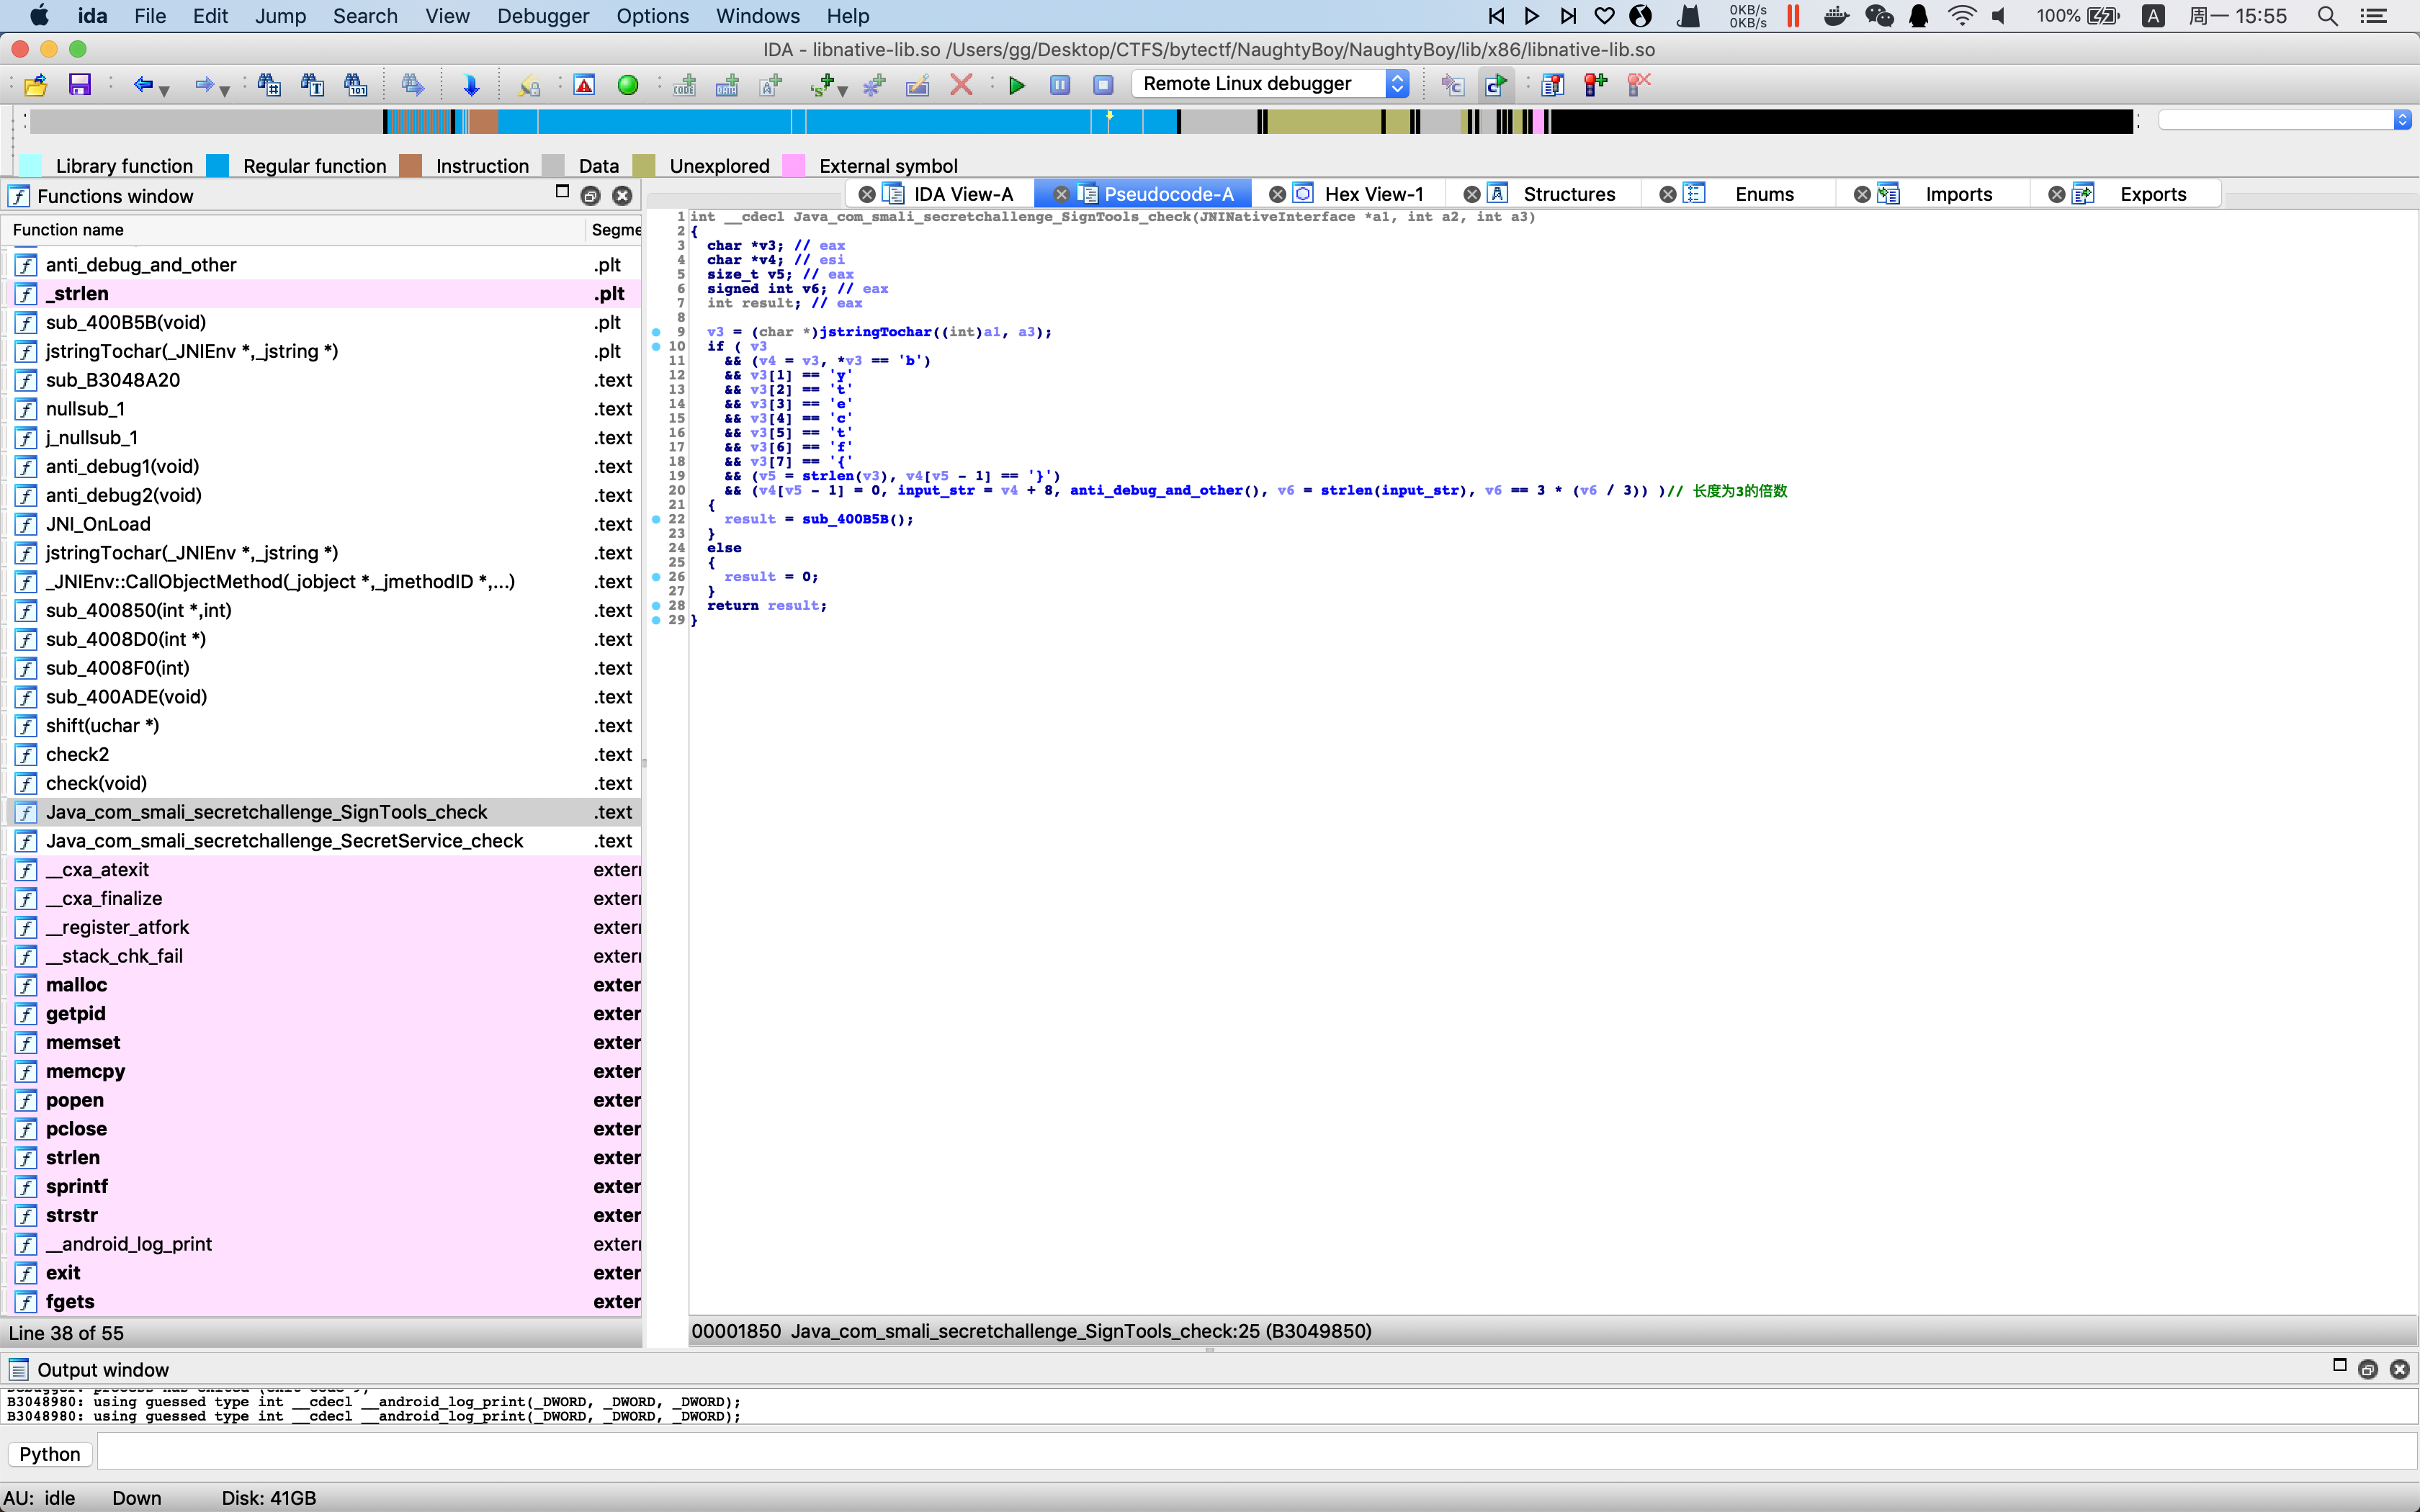 ida File Edit Jump Search View Debugger Options Windows Help 0KB/s 0KB/s 100% A 周一 15:55
IDA - libnative-lib.so /Users/gg/Desktop/CTFS/bytectf/NaughtyBoy/NaughtyBoy/lib/x86/libnative-lib.so
Remote Linux debugger
Library function Regular function Instruction Data Unexplored External symbol
Functions window
Function name Segme
anti_debug_and_other .plt
_strlen .plt
sub_400B5B(void) .plt
jstringTochar(_JNIEnv *,_jstring *) .plt
sub_B3048A20 .text
nullsub_1 .text
j_nullsub_1 .text
anti_debug1(void) .text
anti_debug2(void) .text
JNI_OnLoad .text
jstringTochar(_JNIEnv *,_jstring *) .text
_JNIEnv::CallObjectMethod(_jobject *,_jmethodID *,...) .text
sub_400850(int *,int) .text
sub_4008D0(int *) .text
sub_4008F0(int) .text
sub_400ADE(void) .text
shift(uchar *) .text
check2 .text
check(void) .text
Java_com_smali_secretchallenge_SignTools_check .text
Java_com_smali_secretchallenge_SecretService_check .text
__cxa_atexit extern
__cxa_finalize extern
__register_atfork extern
__stack_chk_fail extern
malloc exter
getpid exter
memset exter
memcpy exter
popen exter
pclose exter
strlen exter
sprintf exter
strstr exter
__android_log_print extern
exit exter
fgets exter
Line 38 of 55
IDA View-A Pseudocode-A Hex View-1 Structures Enums Imports Exports
1 int __cdecl Java_com_smali_secretchallenge_SignTools_check(JNINativeInterface *a1, int a2, int a3)
2 {
3 char *v3; // eax
4 char *v4; // esi
5 size_t v5; // eax
6 signed int v6; // eax
7 int result; // eax
8
9 v3 = (char *)jstringTochar((int)a1, a3);
10 if ( v3
11 && (v4 = v3, *v3 == 'b')
12 && v3[1] == 'y'
13 && v3[2] == 't'
14 && v3[3] == 'e'
15 && v3[4] == 'c'
16 && v3[5] == 't'
17 && v3[6] == 'f'
18 && v3[7] == '{'
19 && (v5 = strlen(v3), v4[v5 - 1] == '}')
20 && (v4[v5 - 1] = 0, input_str = v4 + 8, anti_debug_and_other(), v6 = strlen(input_str), v6 == 3 * (v6 / 3)) )// 长度为3的倍数
21 {
22 result = sub_400B5B();
23 }
24 else
25 {
26 result = 0;
27 }
28 return result;
29 }
00001850 Java_com_smali_secretchallenge_SignTools_check:25 (B3049850)
Output window
B3048980: using guessed type int __cdecl __android_log_print(_DWORD, _DWORD, _DWORD);
B3048980: using guessed type int __cdecl __android_log_print(_DWORD, _DWORD, _DWORD);
Python
AU: idle Down Disk: 41GB